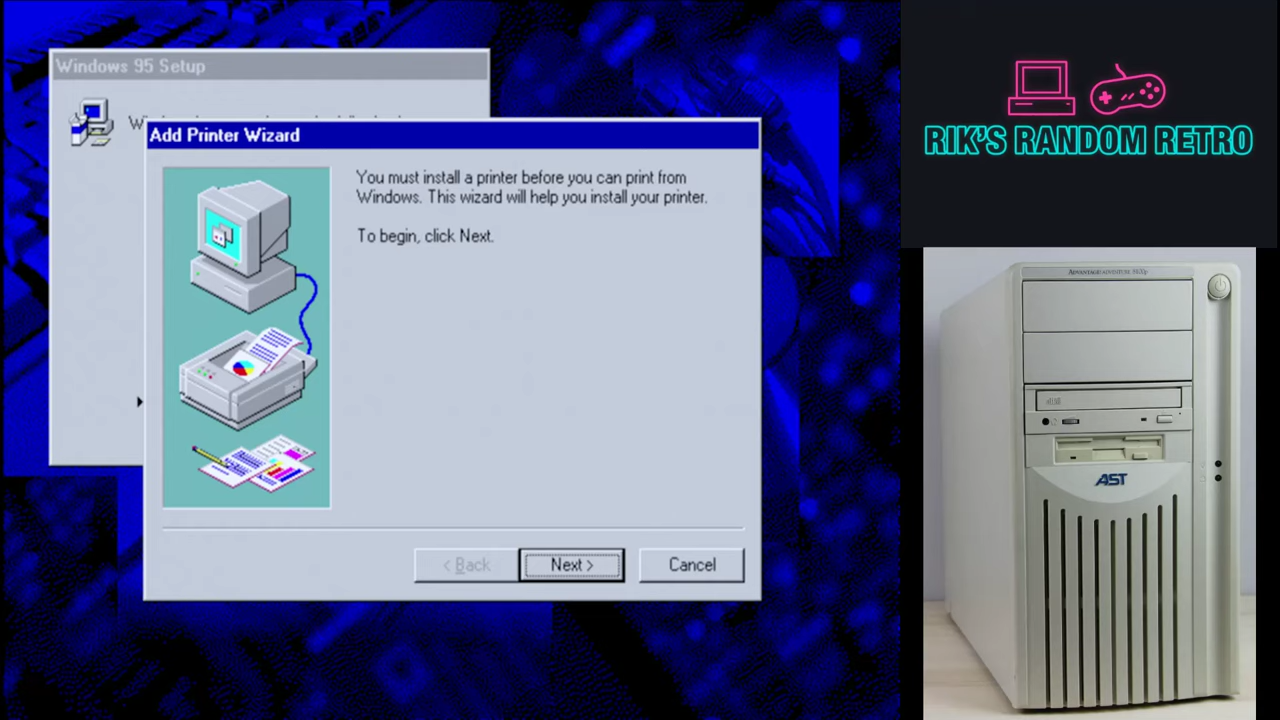 Windows 95 Setup
Add Printer Wizard
You must install a printer before you can print from
Windows. This wizard will help you install your printer.
To begin, click Next.
< Back
Next >
Cancel
RIK'S RANDOM RETRO
AST